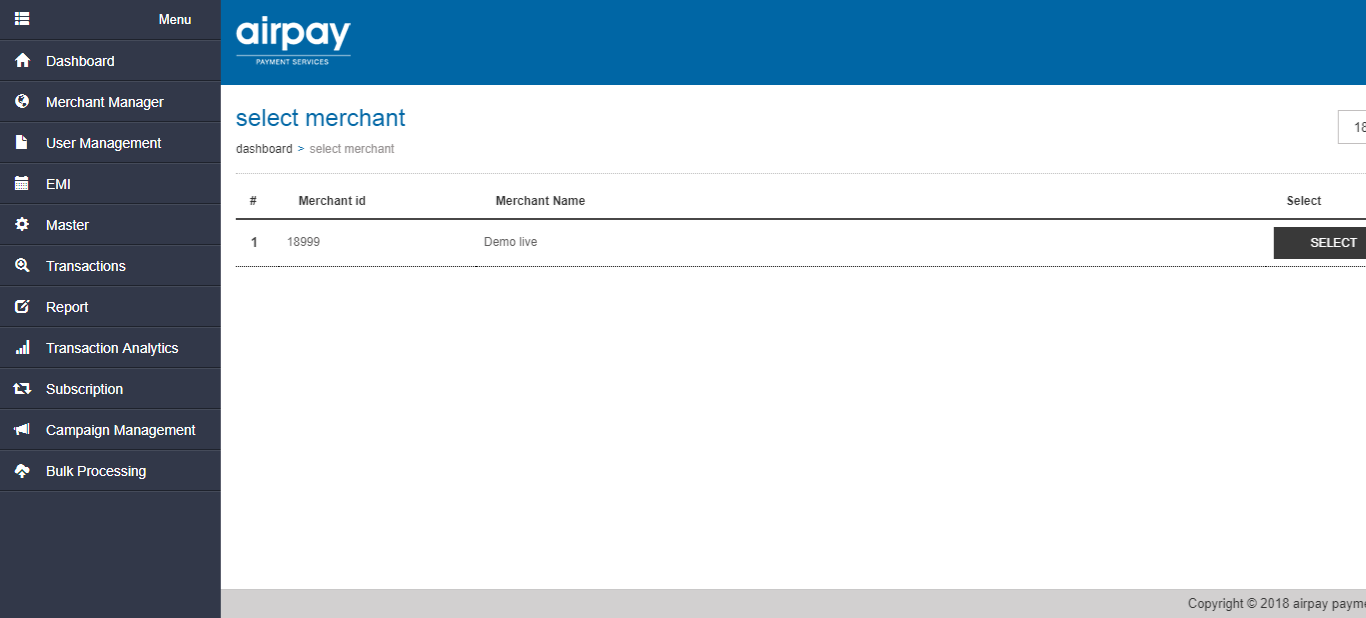 Menu
Dashboard
Merchant Manager
User Management
EMI
Master
Transactions
Report
Transaction Analytics
Subscription
Campaign Management
Bulk Processing
airpay
PAYMENT SERVICES
select merchant
18
dashboard > select merchant
# Merchant id Merchant Name Select
1 18999 Demo live SELECT
Copyright © 2018 airpay payme